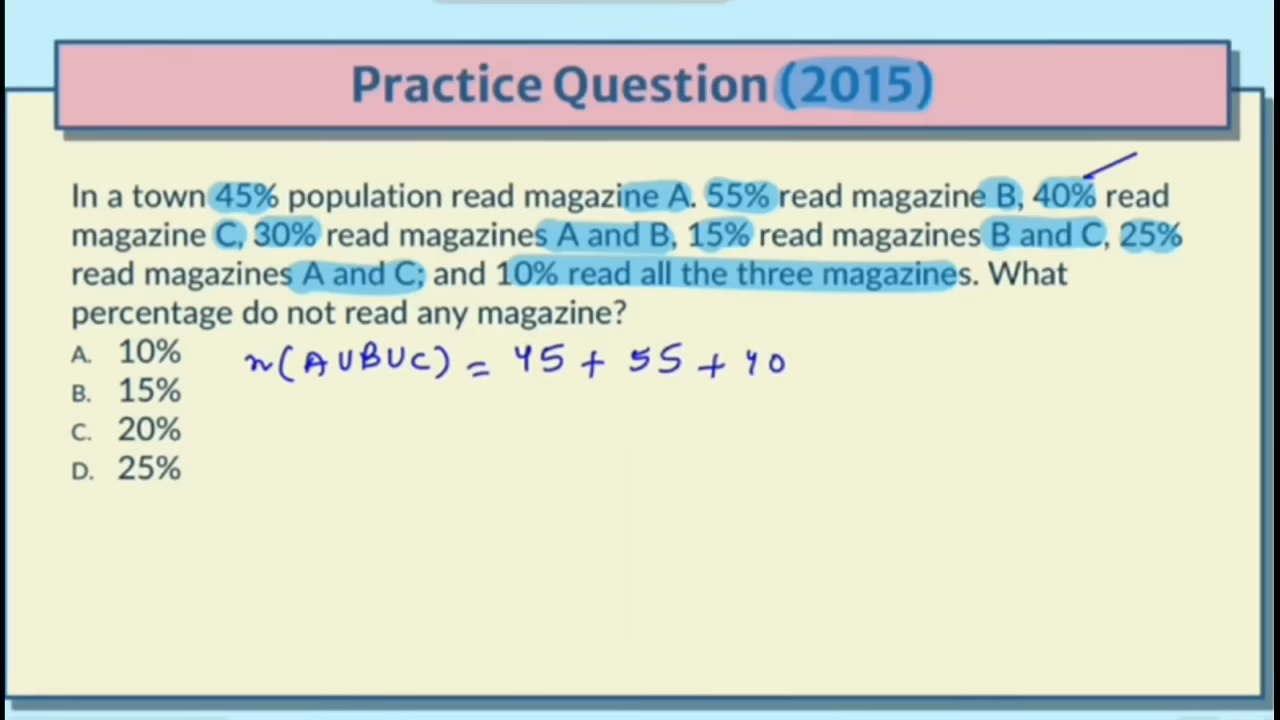 Practice Question (2015)
In a town 45% population read magazine A. 55% read magazine B, 40% read
magazine C, 30% read magazines A and B, 15% read magazines B and C, 25%
read magazines A and C; and 10% read all the three magazines. What
percentage do not read any magazine?
A. 10%
B. 15%
C. 20%
D. 25%
n(AUBUC) = 45 + 55 + 40